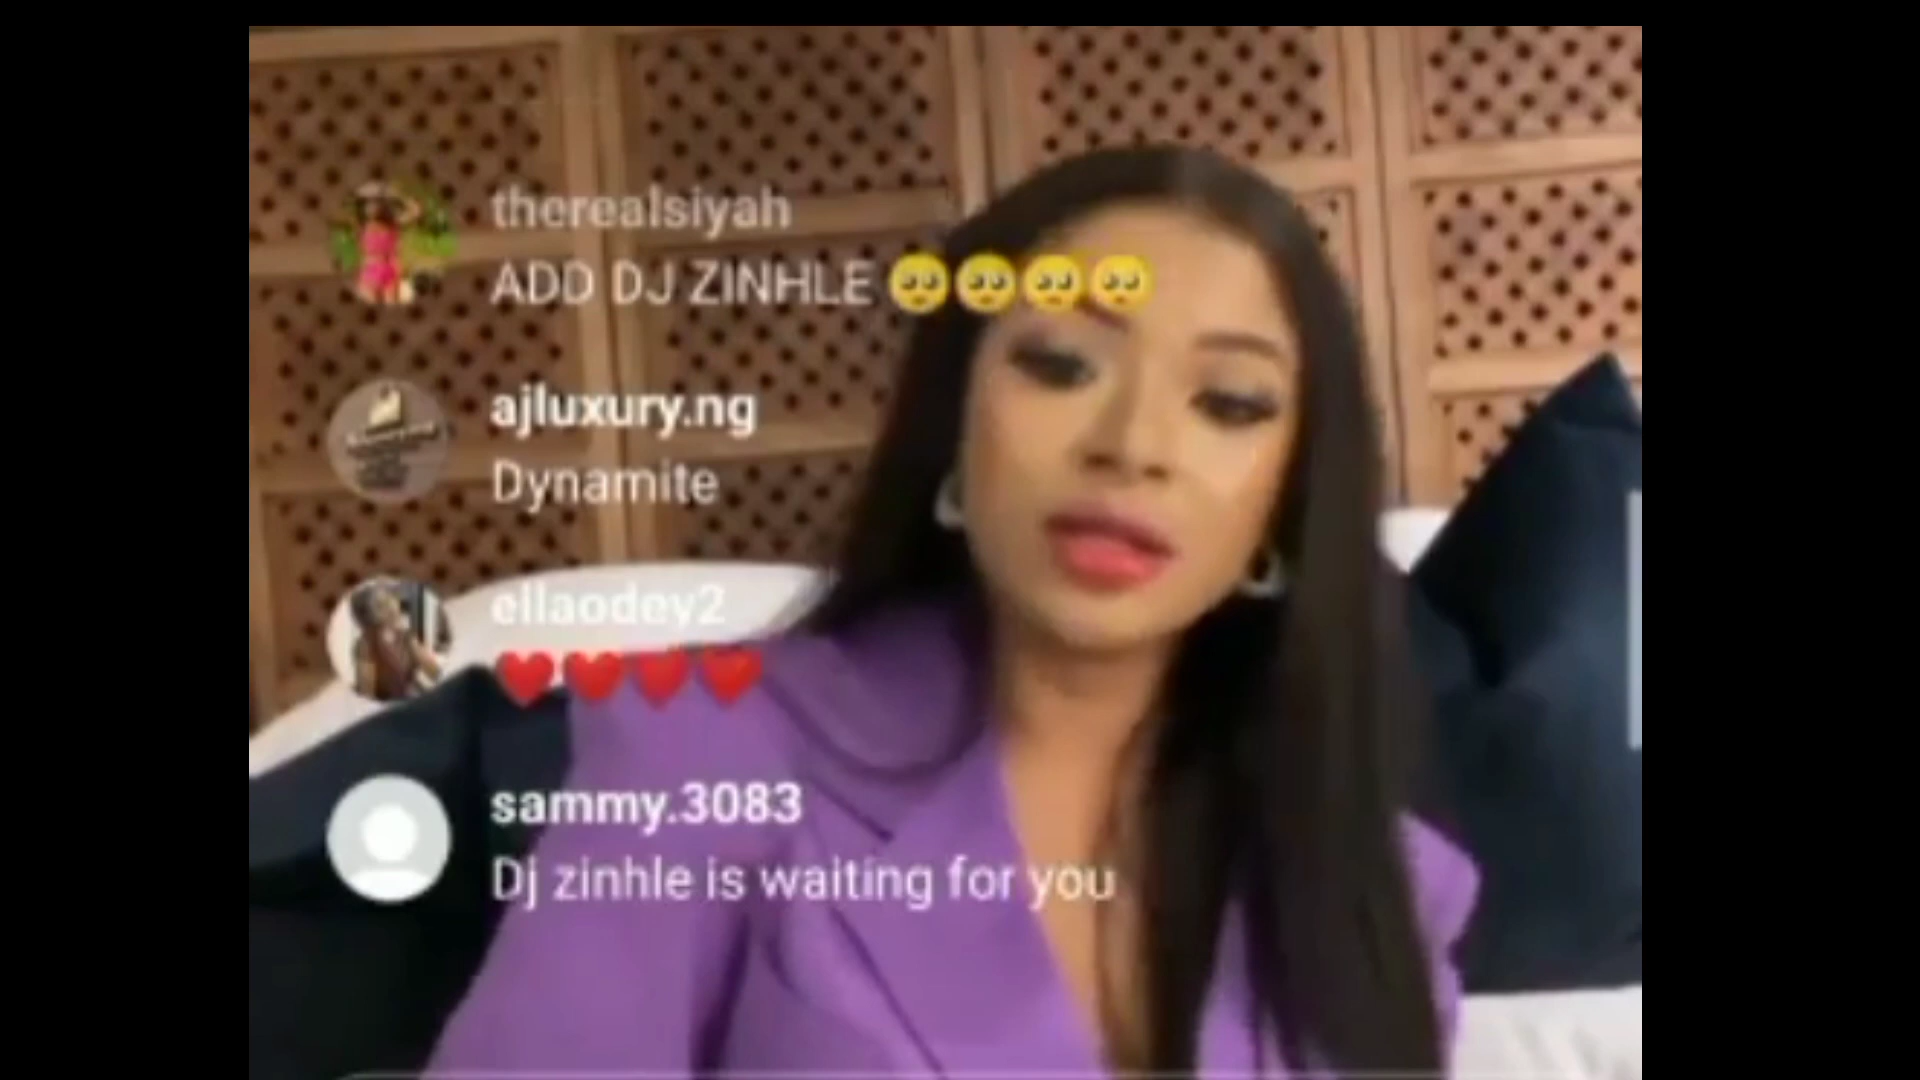 therealsiyah
ADD DJ ZINHLE 🥺🥺🥺🥺
ajluxury.ng
Dynamite
ellaodey2
❤️❤️❤️❤️
sammy.3083
Dj zinhle is waiting for you